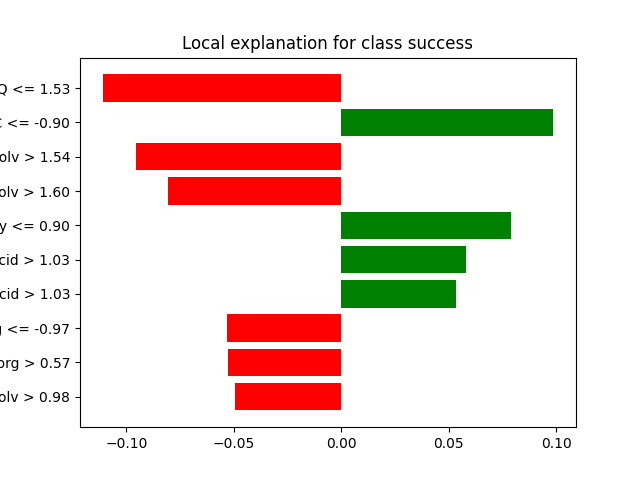 Local explanation for class success
Q <= 1.53
<= -0.90
olv > 1.54
olv > 1.60
y <= 0.90
cid > 1.03
cid > 1.03
<= -0.97
org > 0.57
olv > 0.98
-0.10 -0.05 0.00 0.05 0.10